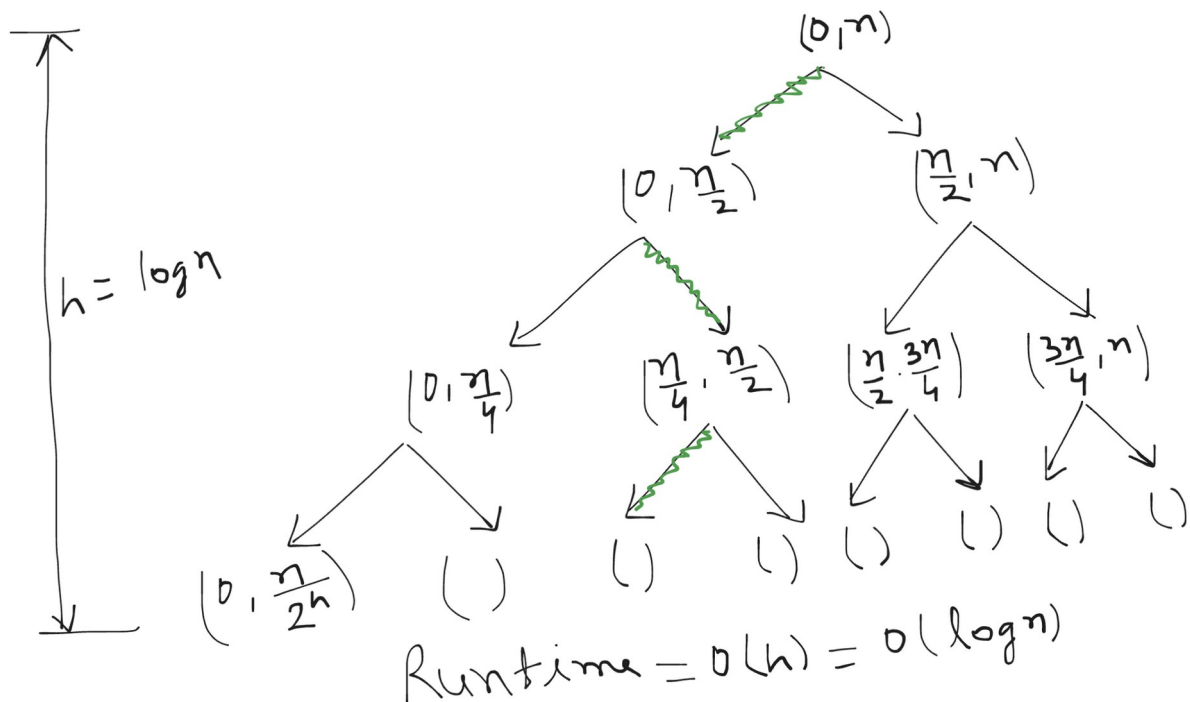 (0,n)
(0, n/2) (n/2, n)
h = log n
(0, n/4) (n/4, n/2) (n/2, 3n/4) (3n/4, n)
(0, n/2^h) ( ) ( ) ( ) ( ) ( ) ( ) ( )
Runtime = O(h) = O(log n)